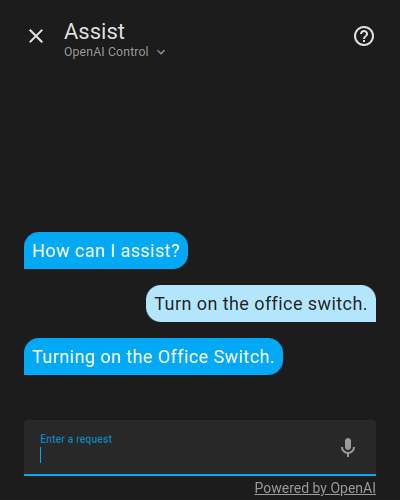 Assist
OpenAI Control
How can I assist?
Turn on the office switch.
Turning on the Office Switch.
Enter a request
Powered by OpenAI